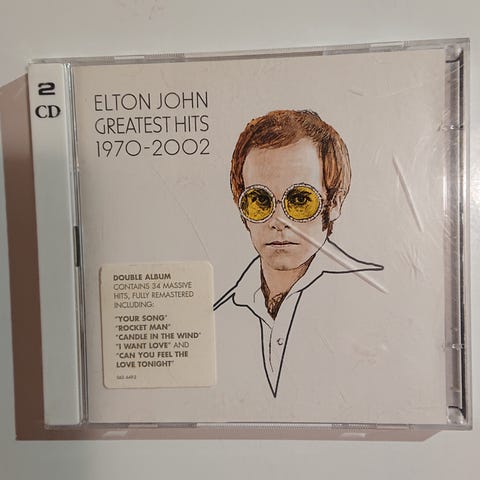 2
CD
ELTON JOHN
GREATEST HITS
1970-2002
DOUBLE ALBUM
CONTAINS 34 MASSIVE
HITS, FULLY REMASTERED
INCLUDING:
"YOUR SONG"
"ROCKET MAN"
"CANDLE IN THE WIND"
"I WANT LOVE" AND
"CAN YOU FEEL THE
LOVE TONIGHT"